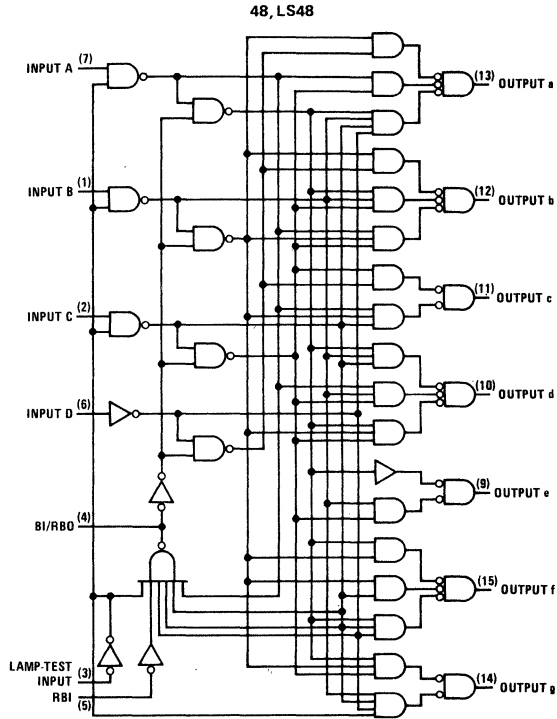 48, LS48
INPUT A (7)
(13) OUTPUT a
INPUT B (1)
(12) OUTPUT b
INPUT C (2)
(11) OUTPUT c
INPUT D (6)
(10) OUTPUT d
(9) OUTPUT e
BI/RBO (4)
(15) OUTPUT f
LAMP-TEST
INPUT (3)
RBI
(5)
(14) OUTPUT g